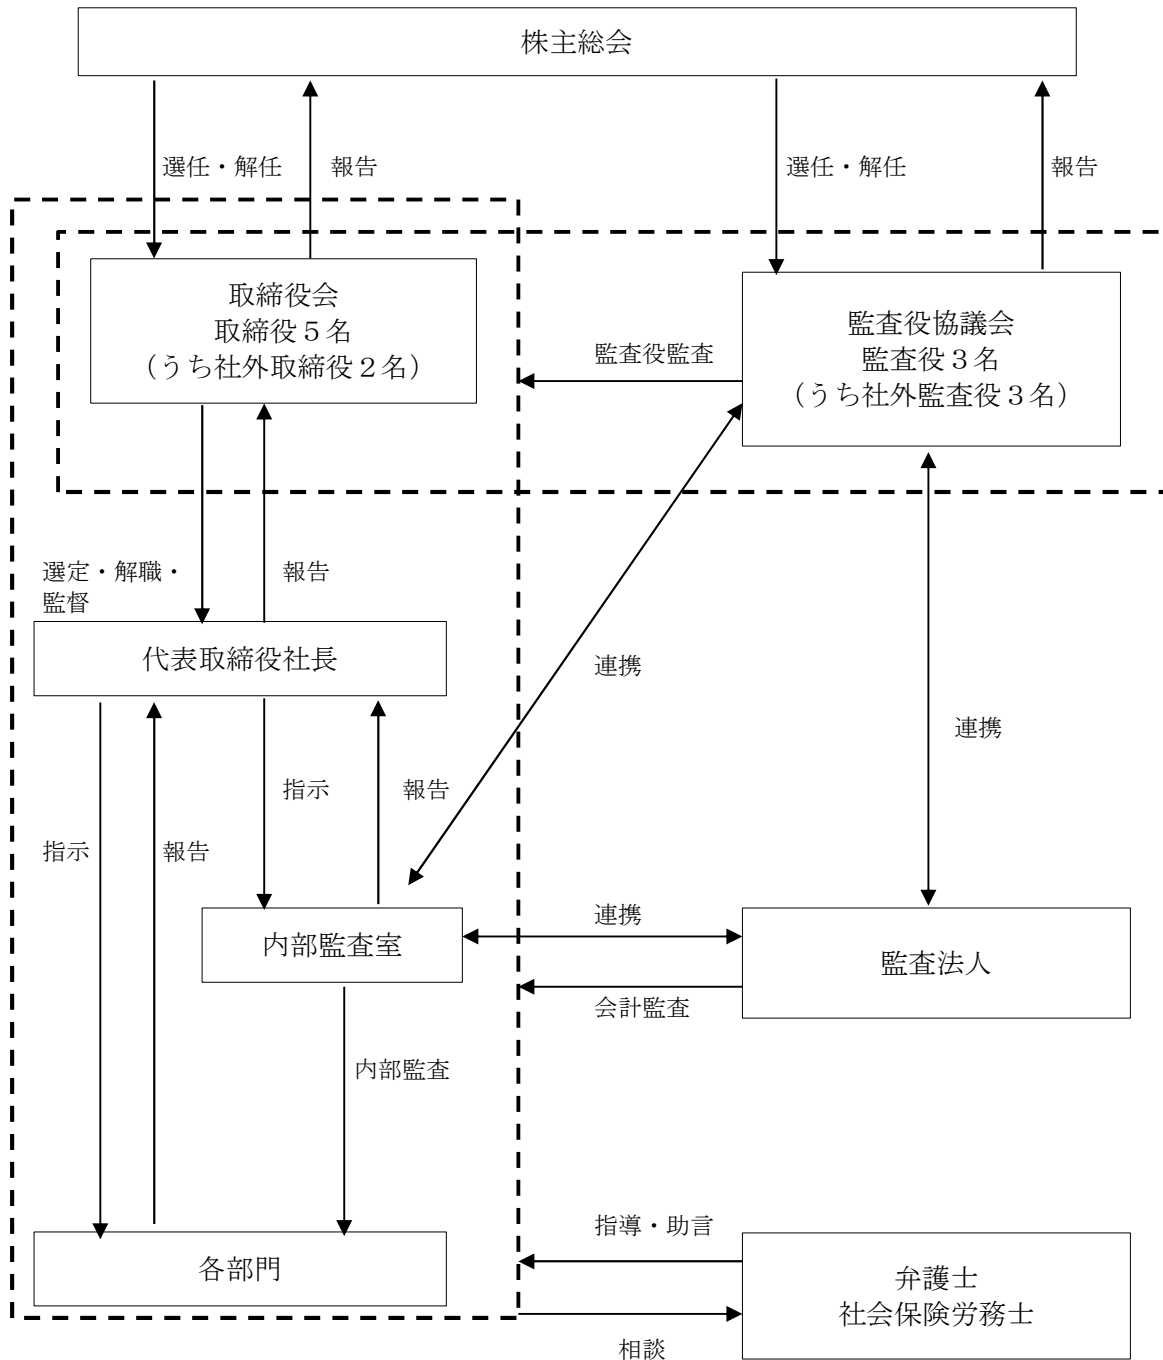 株主総会
選任・解任
報告
選任・解任
報告
取締役会
取締役５名
（うち社外取締役２名）
監査役監査
監査役協議会
監査役３名
（うち社外監査役３名）
選定・解職・
監督
報告
代表取締役社長
連携
連携
指示
報告
指示
報告
内部監査室
連携
会計監査
監査法人
内部監査
各部門
指導・助言
弁護士
社会保険労務士
相談